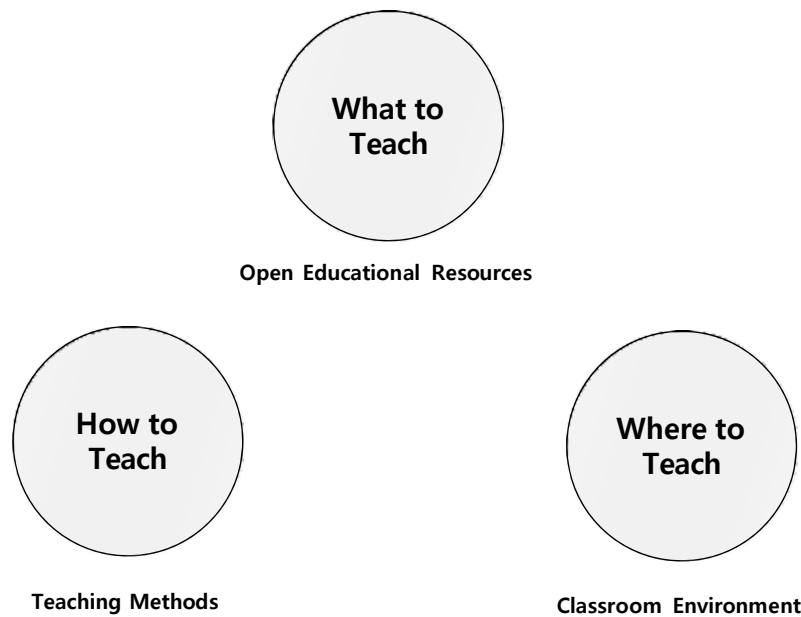 What to
Teach
Open Educational Resources
How to
Teach
Teaching Methods
Where to
Teach
Classroom Environment